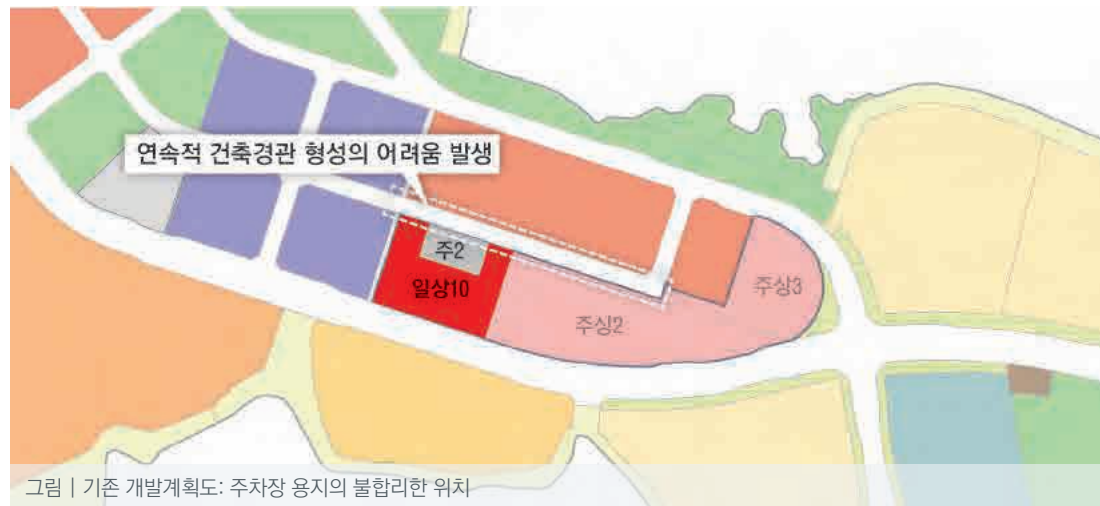 연속적 건축경관 형성의 어려움 발생
주2
일상10
주상3
주상2
그림 | 기존 개발계획도: 주차장 용지의 불합리한 위치